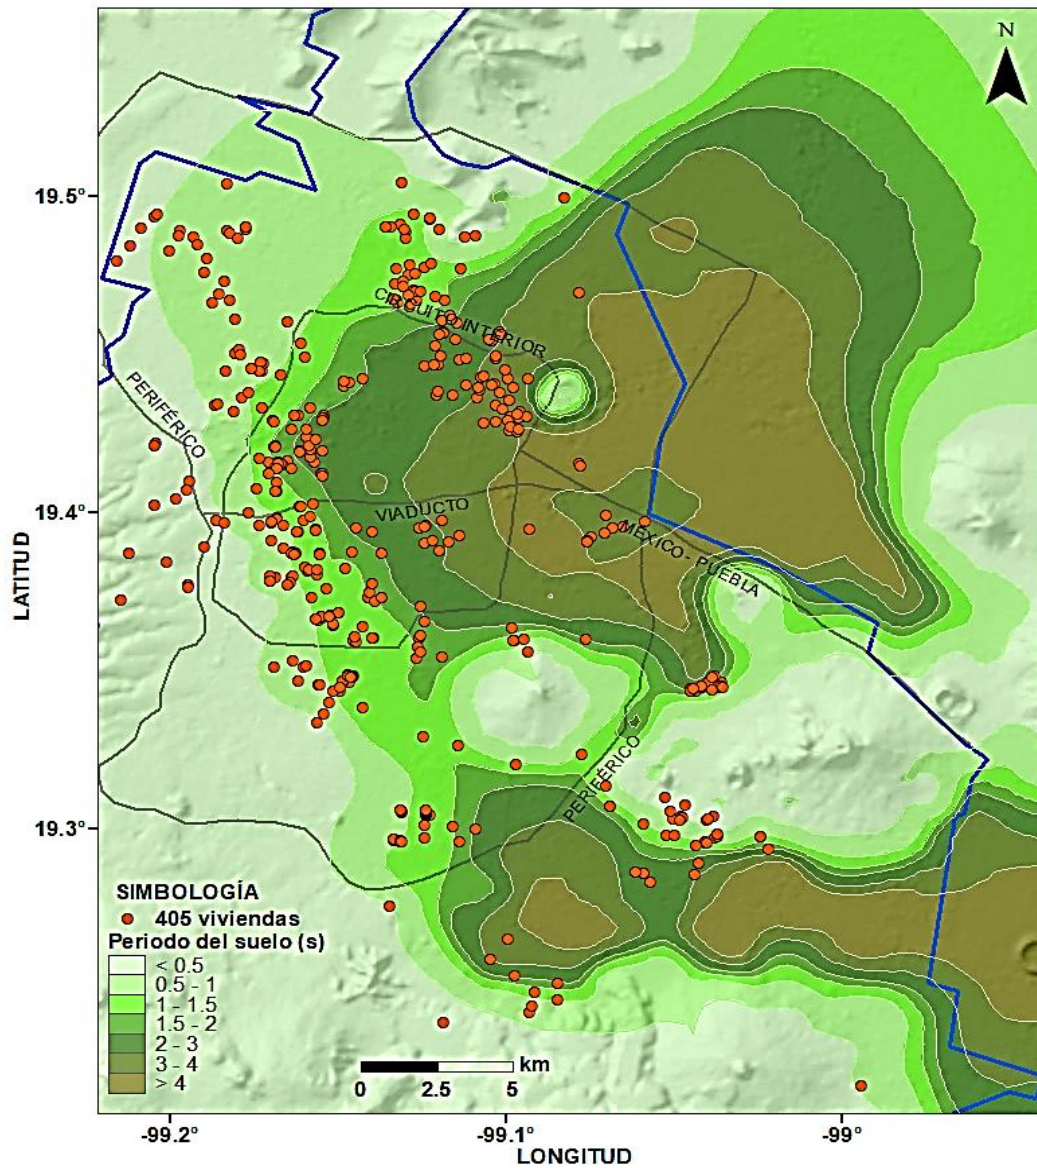 N
19.5°
CIRCUITO INTERIOR
PERIFÉRICO
19.4°
VIADUCTO
MÉXICO - PUEBLA
LATITUD
PERIFÉRICO
19.3°
SIMBOLOGÍA
405 viviendas
Periodo del suelo (s)
< 0.5
0.5 - 1
1 - 1.5
1.5 - 2
2 - 3
3 - 4
> 4
km
0 2.5 5
-99.2° -99.1° -99°
LONGITUD